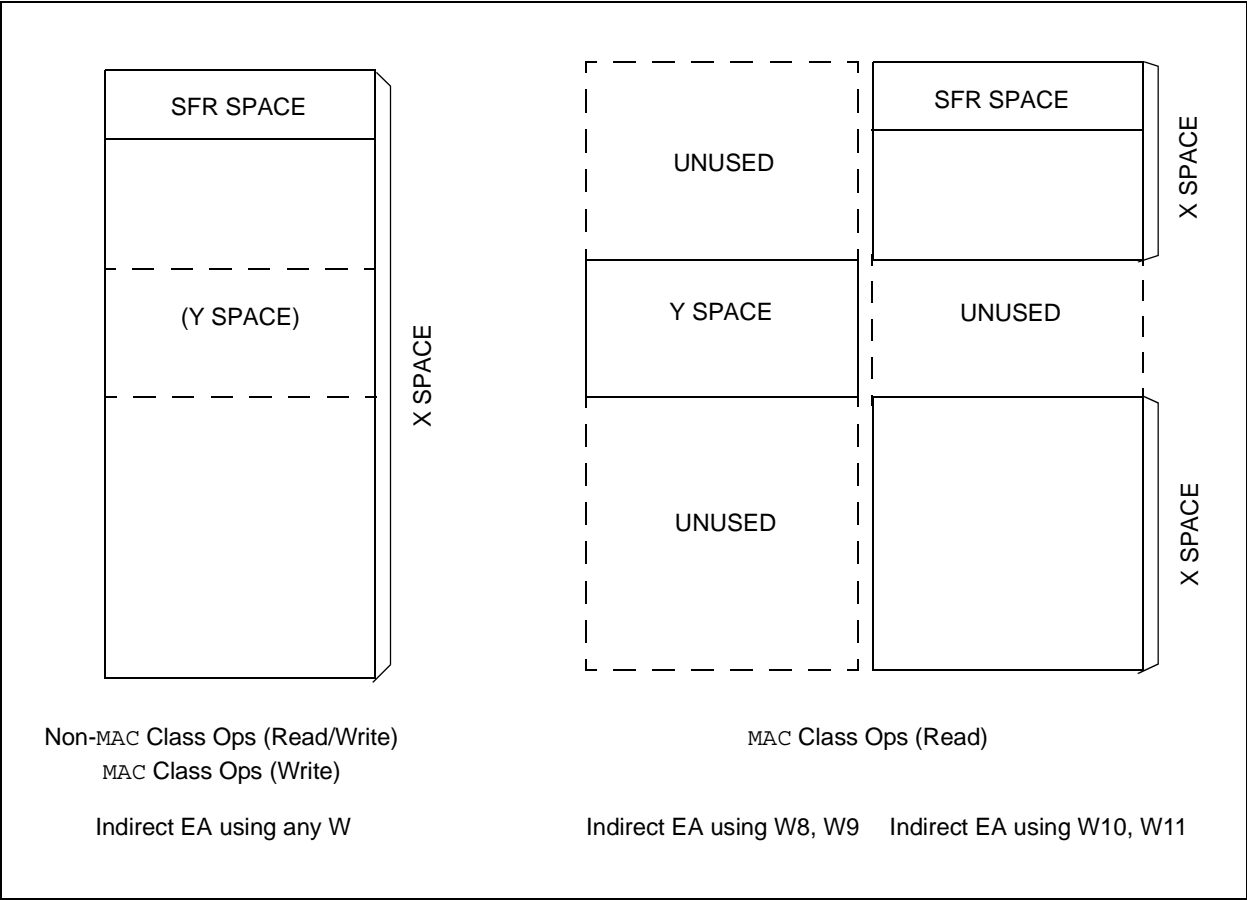 SFR SPACE
(Y SPACE)
X SPACE
Non-MAC Class Ops (Read/Write)
MAC Class Ops (Write)
Indirect EA using any W
UNUSED
Y SPACE
UNUSED
SFR SPACE
X SPACE
UNUSED
X SPACE
MAC Class Ops (Read)
Indirect EA using W8, W9
Indirect EA using W10, W11